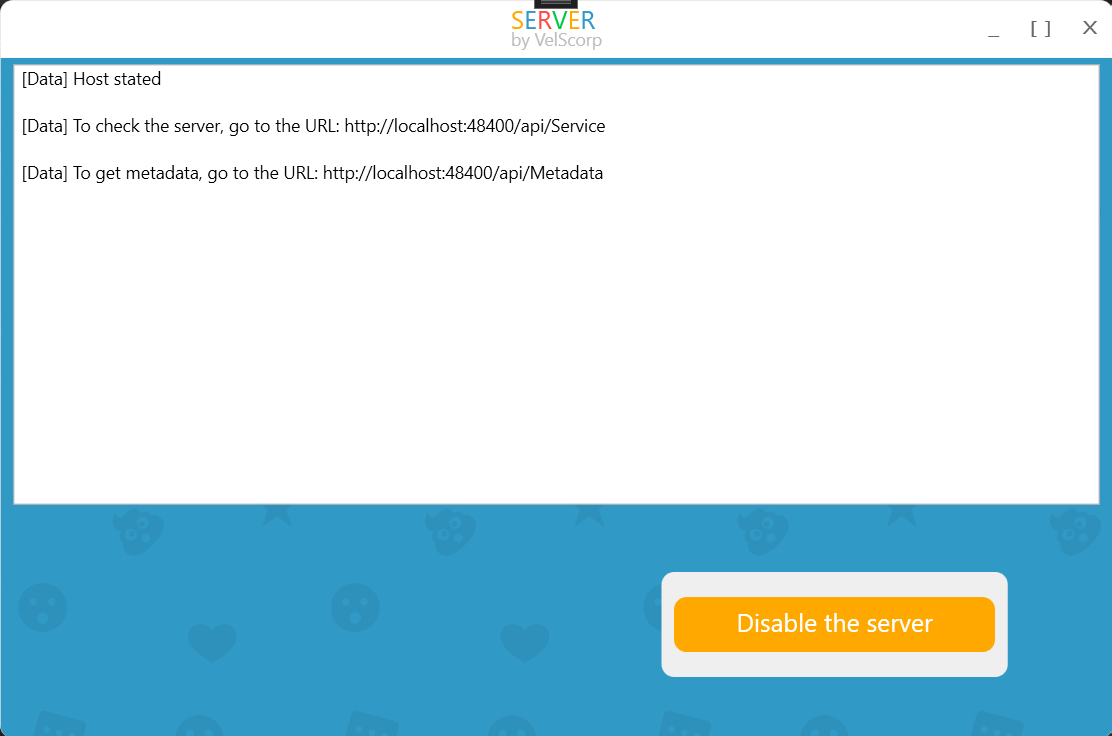 SERVER
by VelScorp
_ [ ] X
[Data] Host stated
[Data] To check the server, go to the URL: http://localhost:48400/api/Service
[Data] To get metadata, go to the URL: http://localhost:48400/api/Metadata
Disable the server